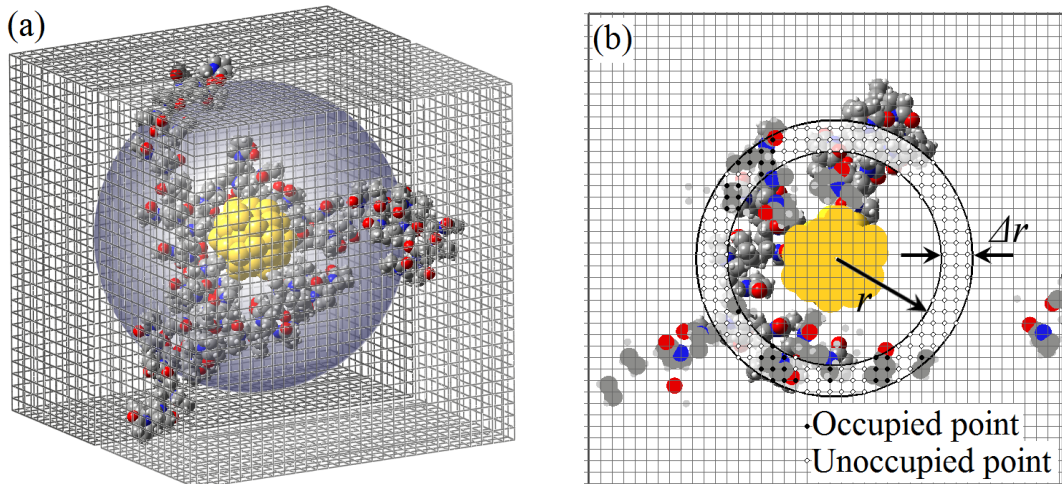 (a)
(b)
Δr
r
Occupied point
Unoccupied point